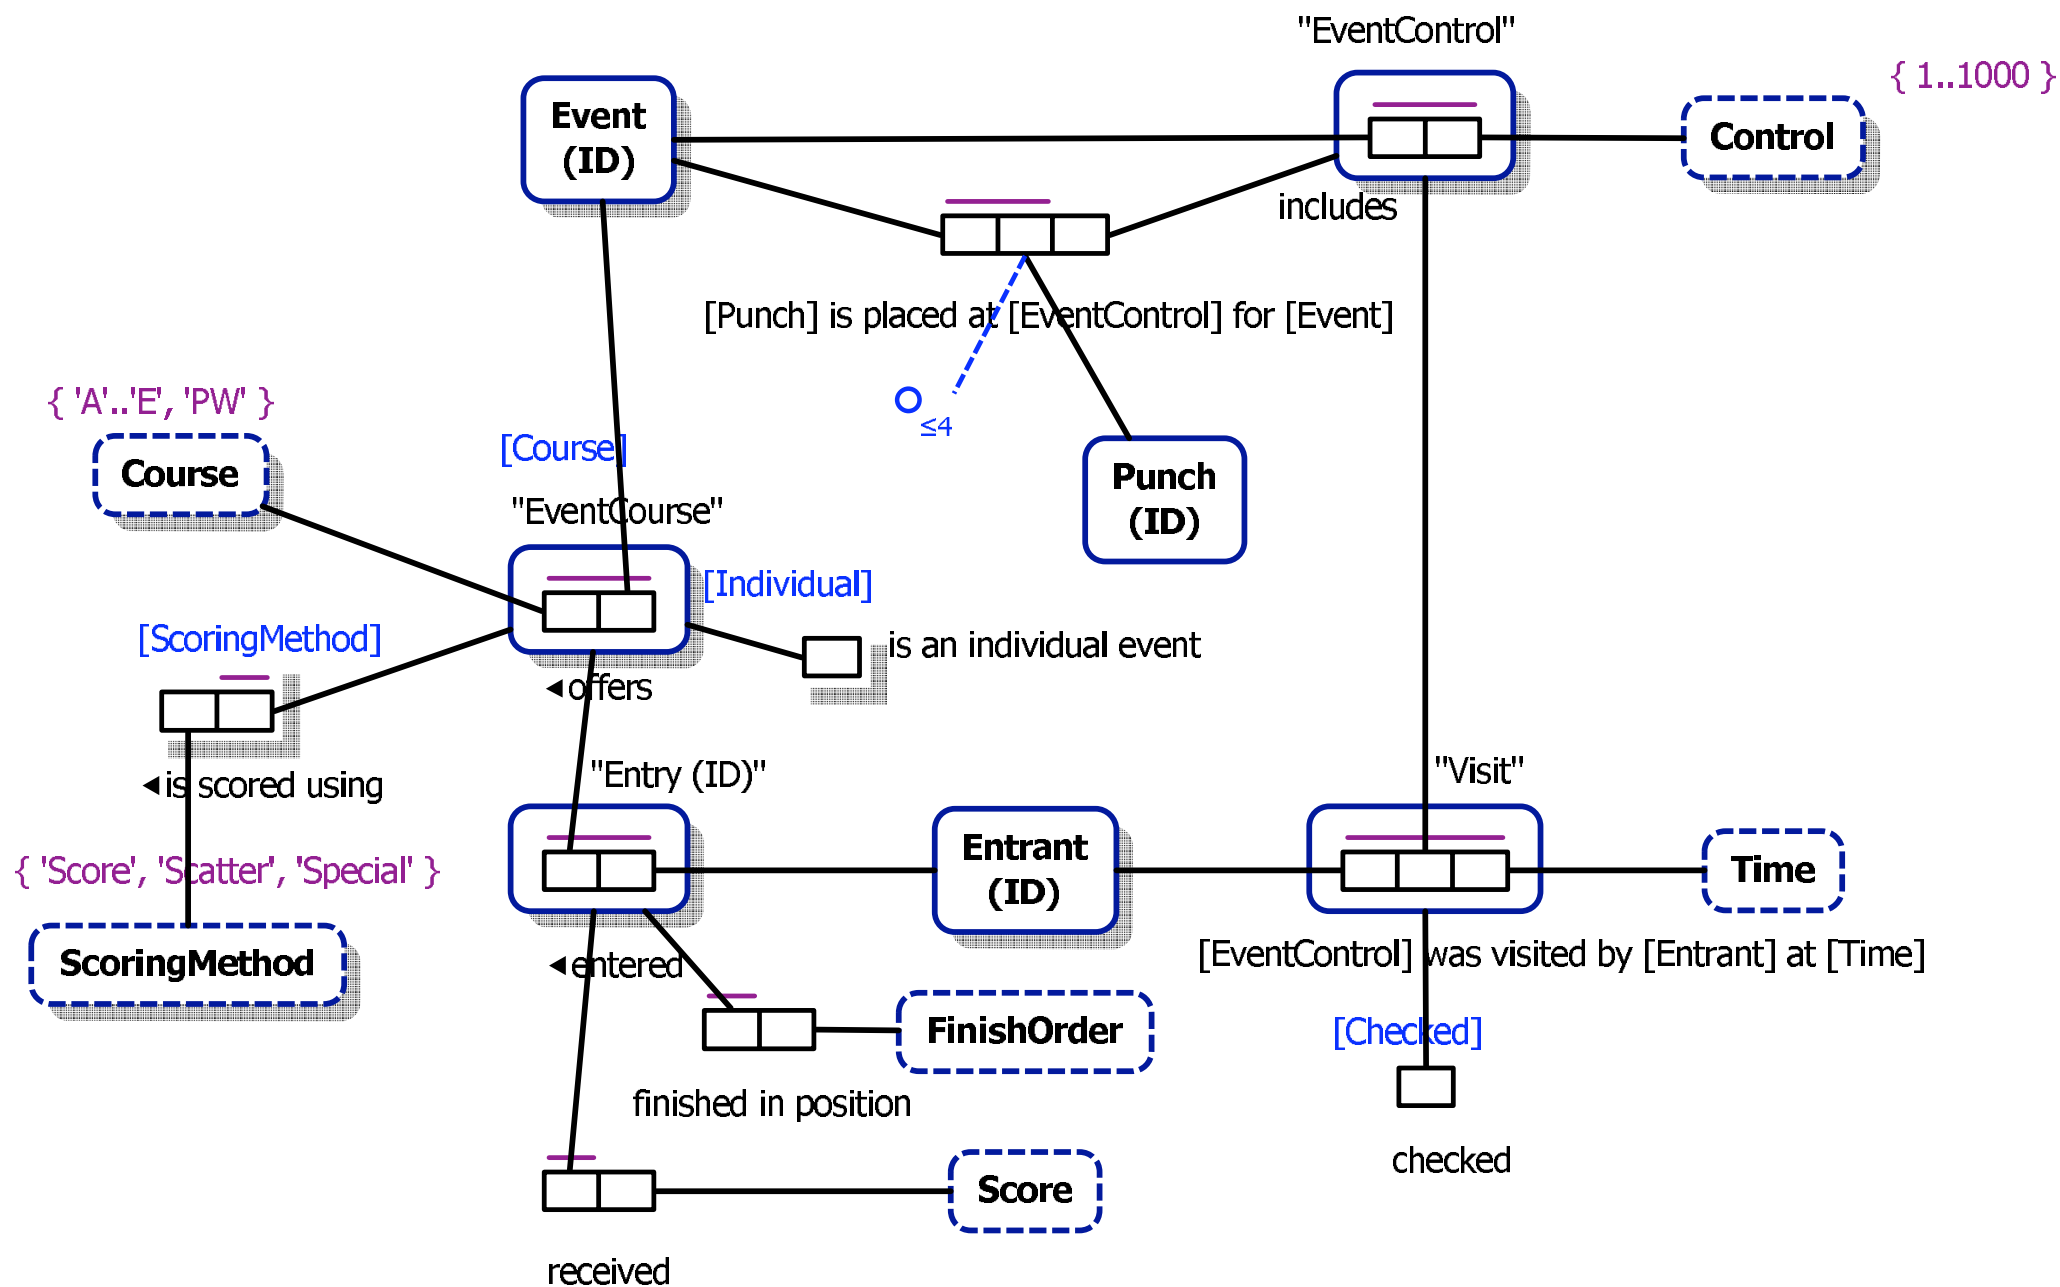 "EventControl"
{ 1..1000 }
Event
(ID)
Control
includes
[Punch] is placed at [EventControl] for [Event]
{ 'A'..'E', 'PW' }
≤4
[Course]
Course
Punch
(ID)
"EventCourse"
[Individual]
[ScoringMethod]
is an individual event
◄offers
"Entry (ID)"
"Visit"
◄is scored using
Entrant
(ID)
Time
{ 'Score', 'Scatter', 'Special' }
ScoringMethod
◄entered
[EventControl] was visited by [Entrant] at [Time]
FinishOrder
[Checked]
finished in position
checked
Score
received